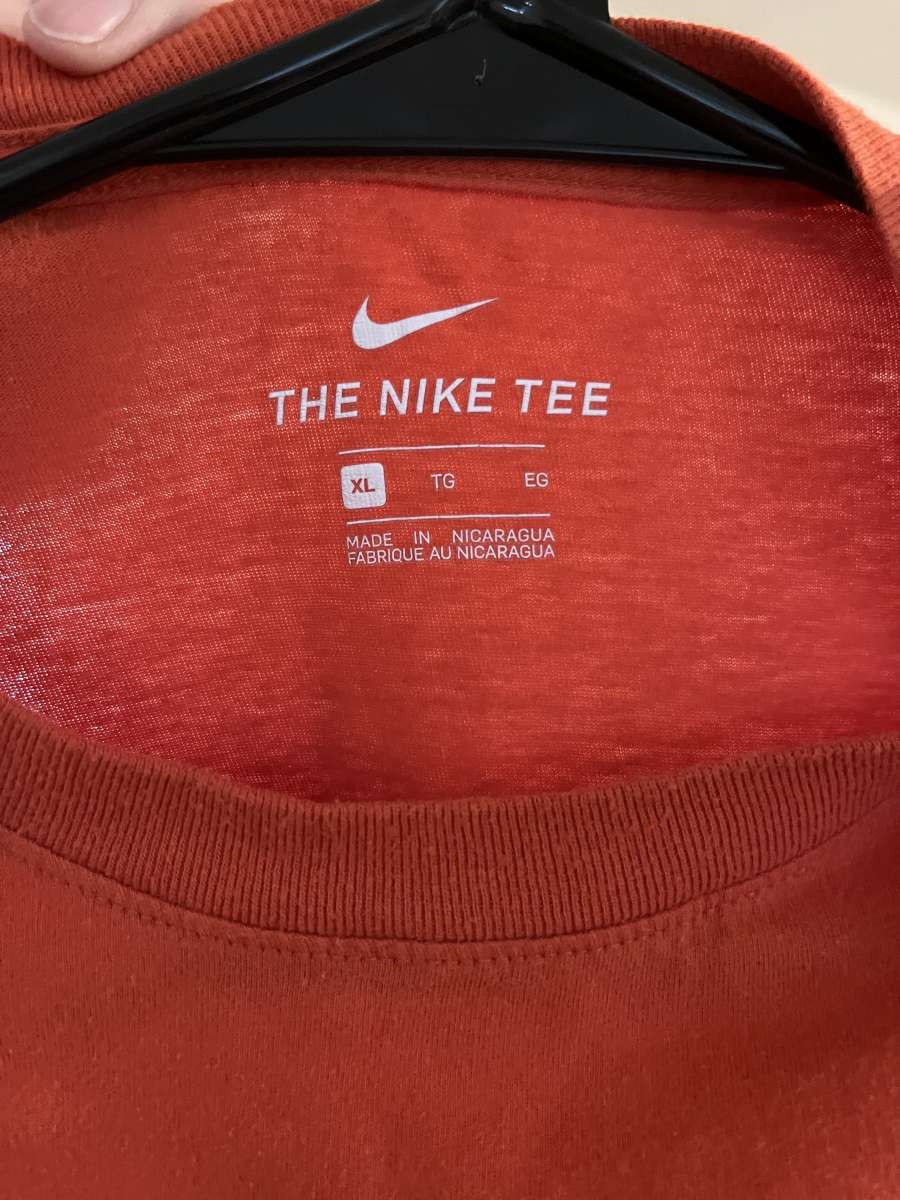 THE NIKE TEE
XL TG EG
MADE IN NICARAGUA
FABRIQUE AU NICARAGUA